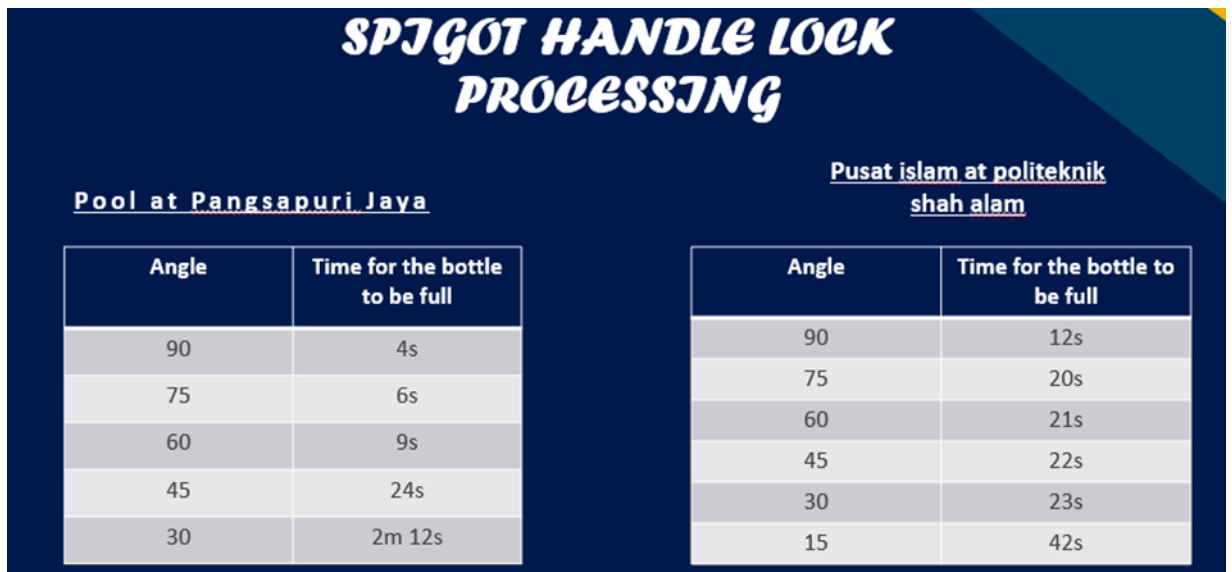 SPIGOT HANDLE LOCK
PROCESSING
Pool at Pangsapuri Jaya
Angle Time for the bottle
to be full
90 4s
75 6s
60 9s
45 24s
30 2m 12s
Pusat islam at politeknik
shah alam
Angle Time for the bottle to
be full
90 12s
75 20s
60 21s
45 22s
30 23s
15 42s